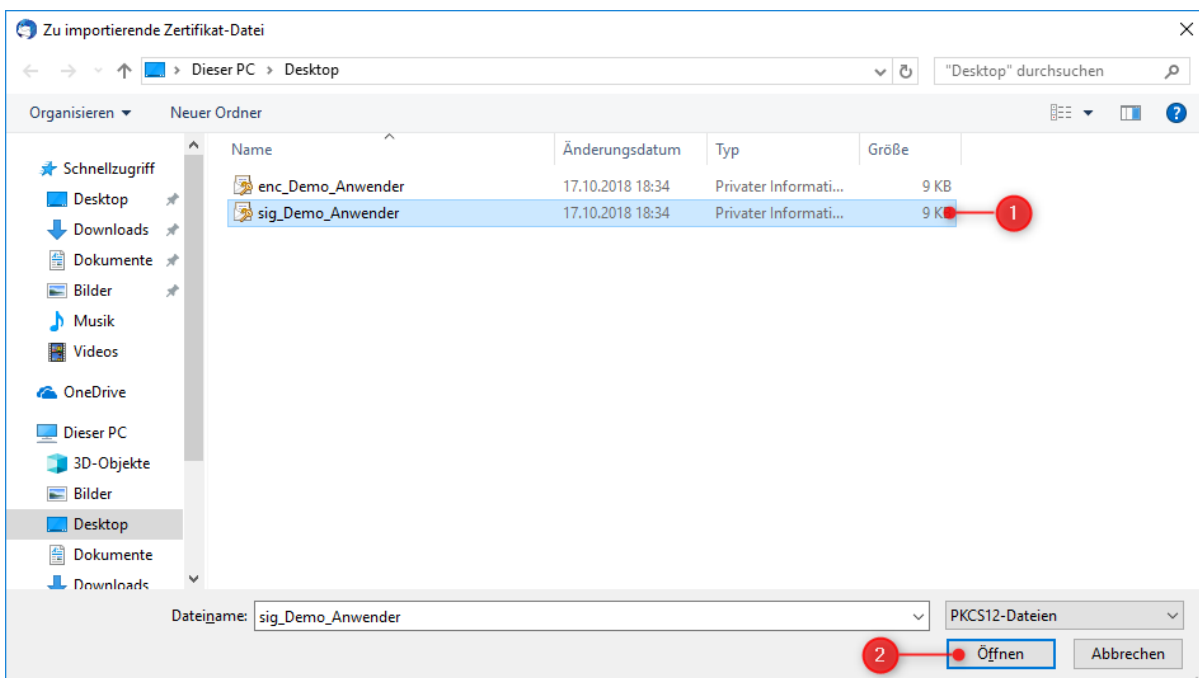 Zu importierende Zertifikat-Datei
Dieser PC > Desktop
"Desktop" durchsuchen
Organisieren
Neuer Ordner
Name Änderungsdatum Typ Größe
enc_Demo_Anwender 17.10.2018 18:34 Privater Informati... 9 KB
sig_Demo_Anwender 17.10.2018 18:34 Privater Informati... 9 KB
1
Schnellzugriff
Desktop
Downloads
Dokumente
Bilder
Musik
Videos
OneDrive
Dieser PC
3D-Objekte
Bilder
Desktop
Dokumente
Downloads
Dateiname: sig_Demo_Anwender PKCS12-Dateien
2 Öffnen Abbrechen